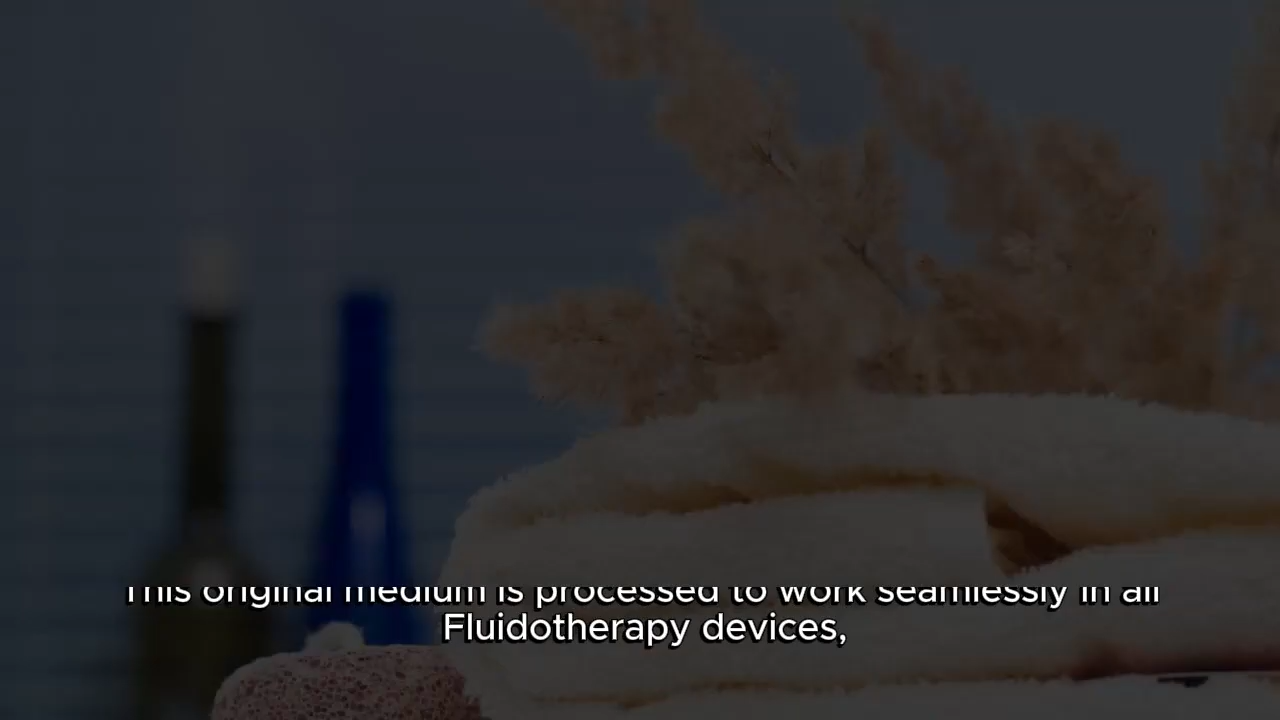 This original medium is processed to work seamlessly in all
Fluidotherapy devices,